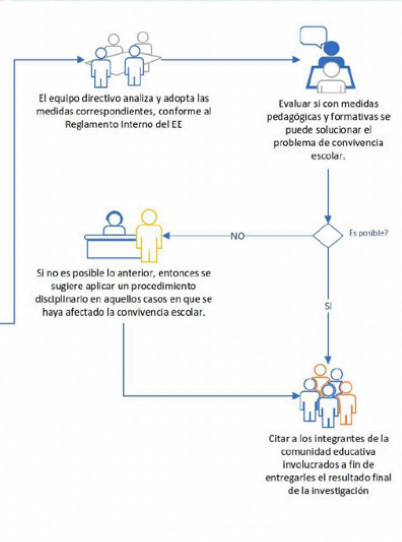 El equipo directivo analiza y adopta las
medidas correspondientes, conforme al
Reglamento Interno del EE
Evaluar si con medidas
pedagógicas y formativas se
puede solucionar el
problema de convivencia
escolar.
Es posible?
NO
Si no es posible lo anterior, entonces se
sugiere aplicar un procedimiento
disciplinario en aquellos casos en que se
haya afectado la convivencia escolar.
SI
Citar a los integrantes de la
comunidad educativa
involucrados a fin de
entregarles el resultado final
de la investigación